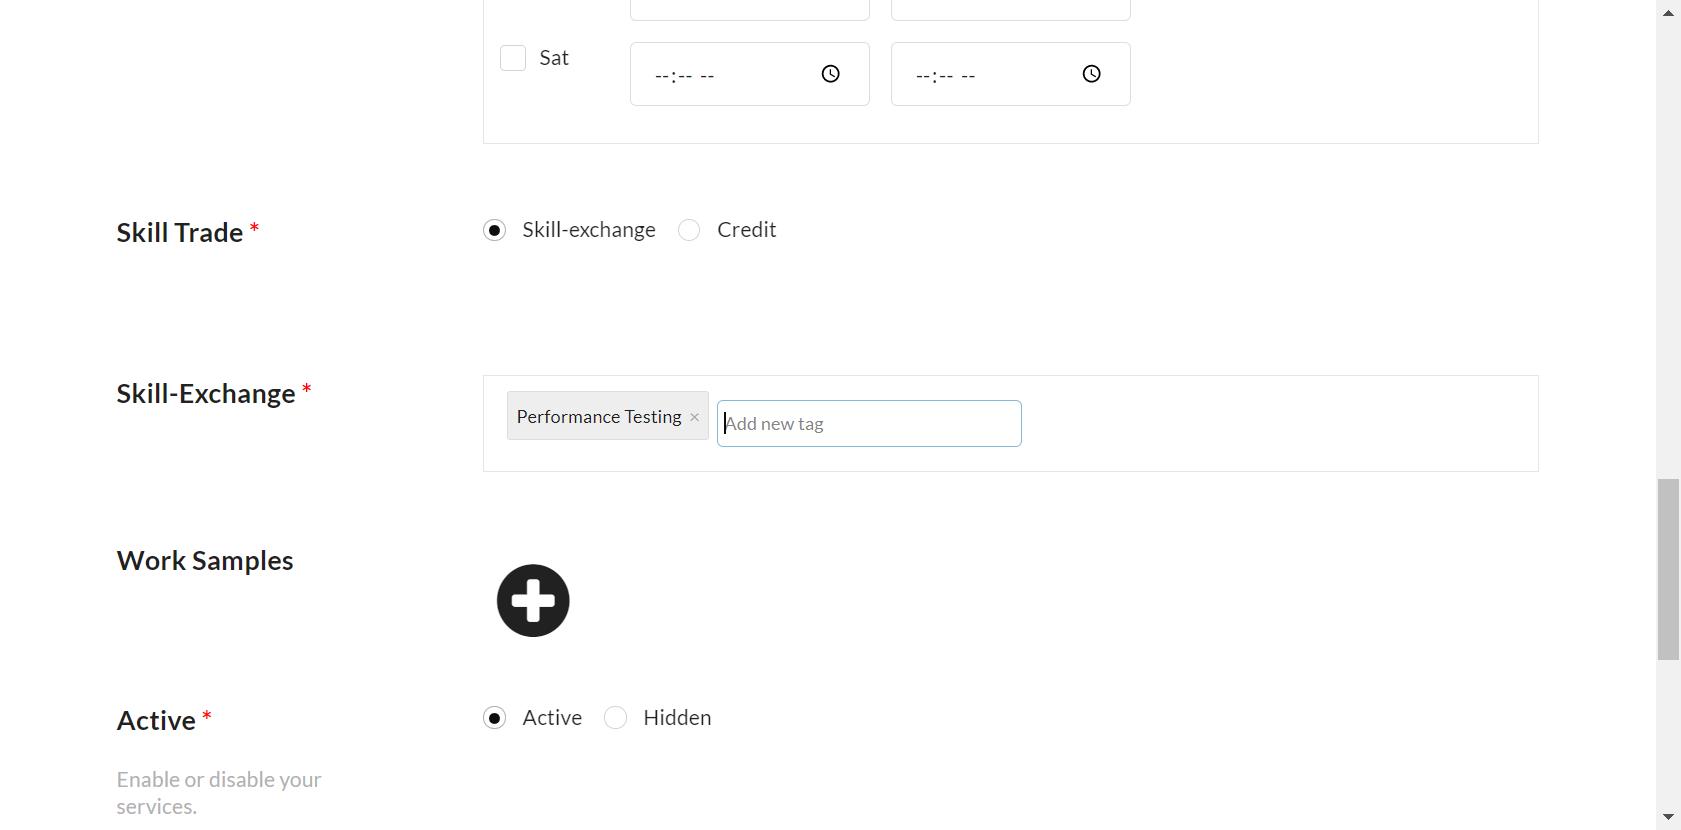 Sat --:-- -- --:-- --
Skill Trade * Skill-exchange Credit
Skill-Exchange * Performance Testing × Add new tag
Work Samples
Active * Active Hidden
Enable or disable your
services.